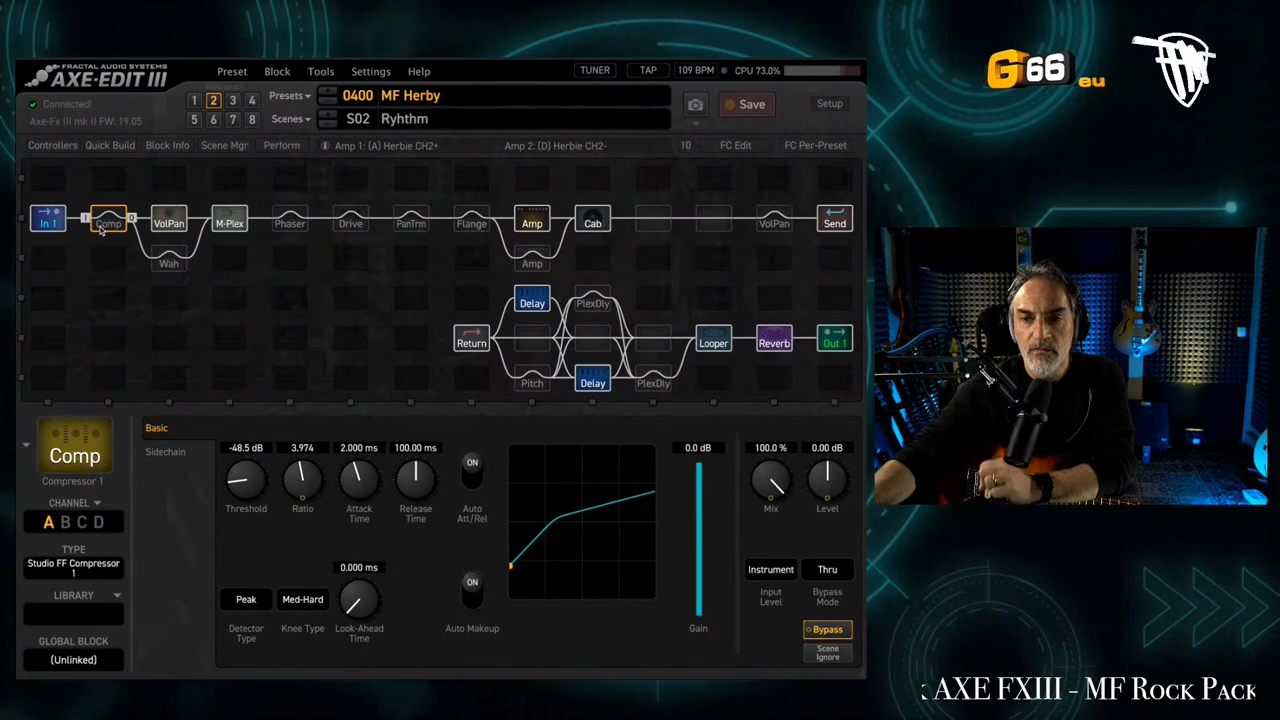 FRACTAL AUDIO SYSTEMS
AXE-EDIT III
Preset Block Tools Settings Help
TUNER TAP 109 BPM CPU 73.0%
G66.eu
Connected!
Axe-Fx III mk II FW: 19.05
SCENE SELECT
1 2 3 4
5 6 7 8
Presets 0400 MF Herby
Scenes S02 Ryhthm
Save
Setup
Controllers Quick Build Block Info Scene Mgr Perform
Amp 1: (A) Herbie CH2+ Amp 2: (D) Herbie CH2-
10 FC Edit FC Per-Preset
In 1 I Comp O VolPan M-Plex Phaser Drive PanTrm Flange Amp Cab VolPan Send
Wah Amp
Delay PlexDly
Return Looper Reverb Out 1
Pitch Delay PlexDly
Comp
Compressor 1
CHANNEL
A B C D
TYPE
Studio FF Compressor
1
LIBRARY
GLOBAL BLOCK
(Unlinked)
Basic
Sidechain
-48.5 dB 3.974 2.000 ms 100.00 ms
ON
0.0 dB 100.0 % 0.00 dB
Threshold Ratio Attack Time Release Time Auto Att/Rel
Mix Level
0.000 ms
ON
Instrument Thru
Peak Med-Hard
Input Level Bypass Mode
Detector Type Knee Type Look-Ahead Time Auto Makeup Gain
Bypass
Scene Ignore
AXE FXIII - MF Rock Pack